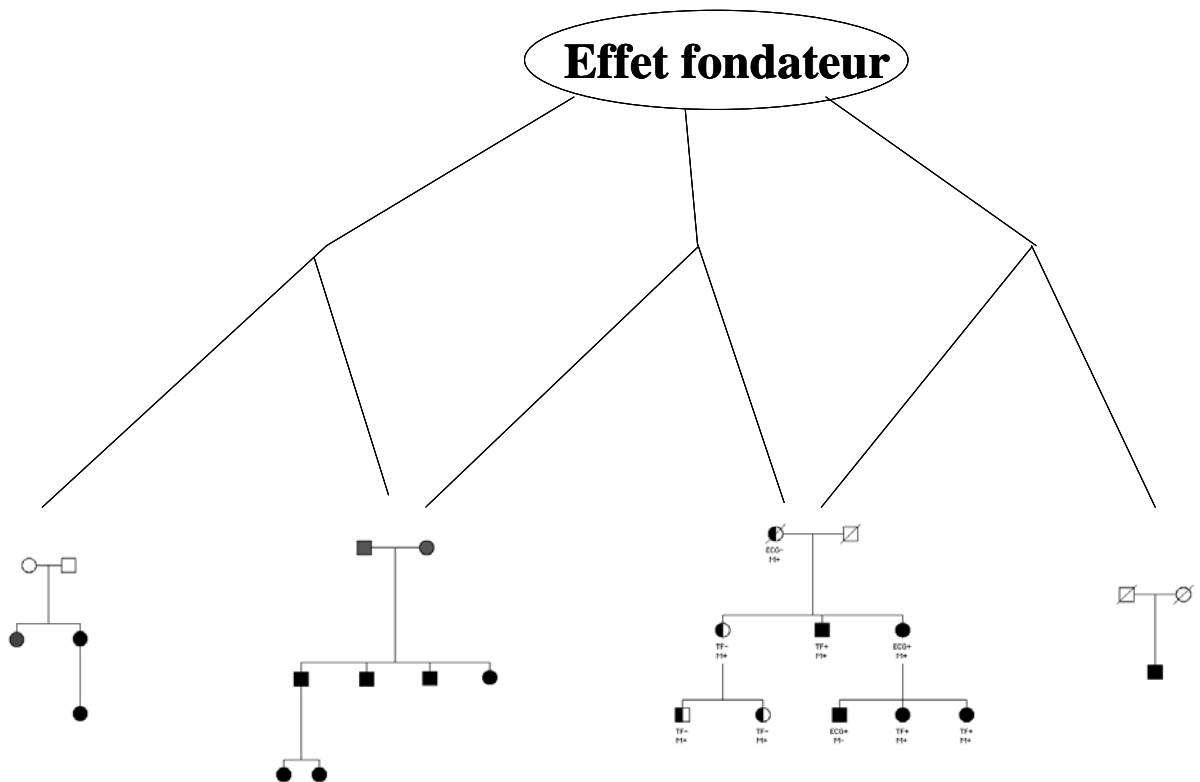 Effet fondateur
ECG-
M+
TF-
M+
TF+
M+
ECG+
M+
TF-
M+
TF-
M+
ECG+
M-
TF+
M+
TF+
M+